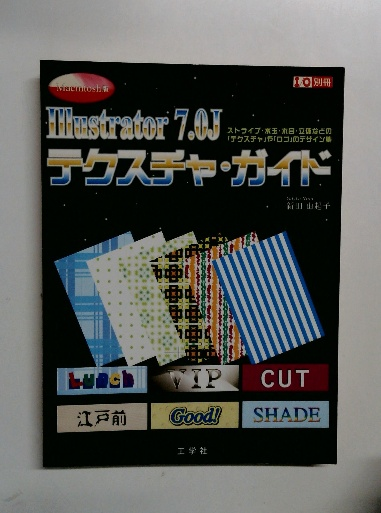 Macintosh版
I・O 別冊
Illustrator 7.0J
ストライプ・水玉・木目・立体などの
「テクスチャ」や「ロゴ」のデザイン集
テクスチャ・ガイド
Lunch
VIP
CUT
江戸前
Good!
SHADE
工学社